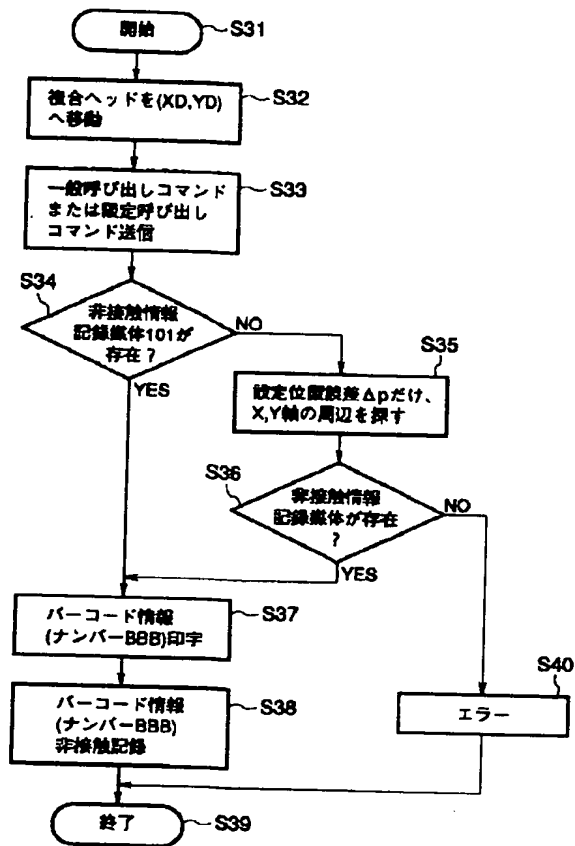 開始
S31
複合ヘッドを(XD,YD)
へ移動
S32
一般呼び出しコマンド
または限定呼び出し
コマンド送信
S33
S34
非接触情報
記録媒体101が
存在?
NO
YES
S35
設定位置誤差Δpだけ、
X,Y軸の周辺を探す
S36
非接触情報
記録媒体が存在
?
NO
YES
バーコード情報
(ナンバーBBB)印字
S37
バーコード情報
(ナンバーBBB)
非接触記録
S38
S40
エラー
終了
S39